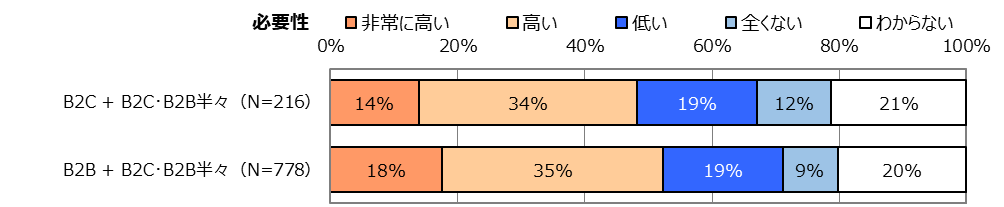 必要性 非常に高い 高い 低い 全くない わからない
0% 20% 40% 60% 80% 100%
B2C + B2C・B2B半々（N=216） 14% 34% 19% 12% 21%
B2B + B2C・B2B半々（N=778） 18% 35% 19% 9% 20%